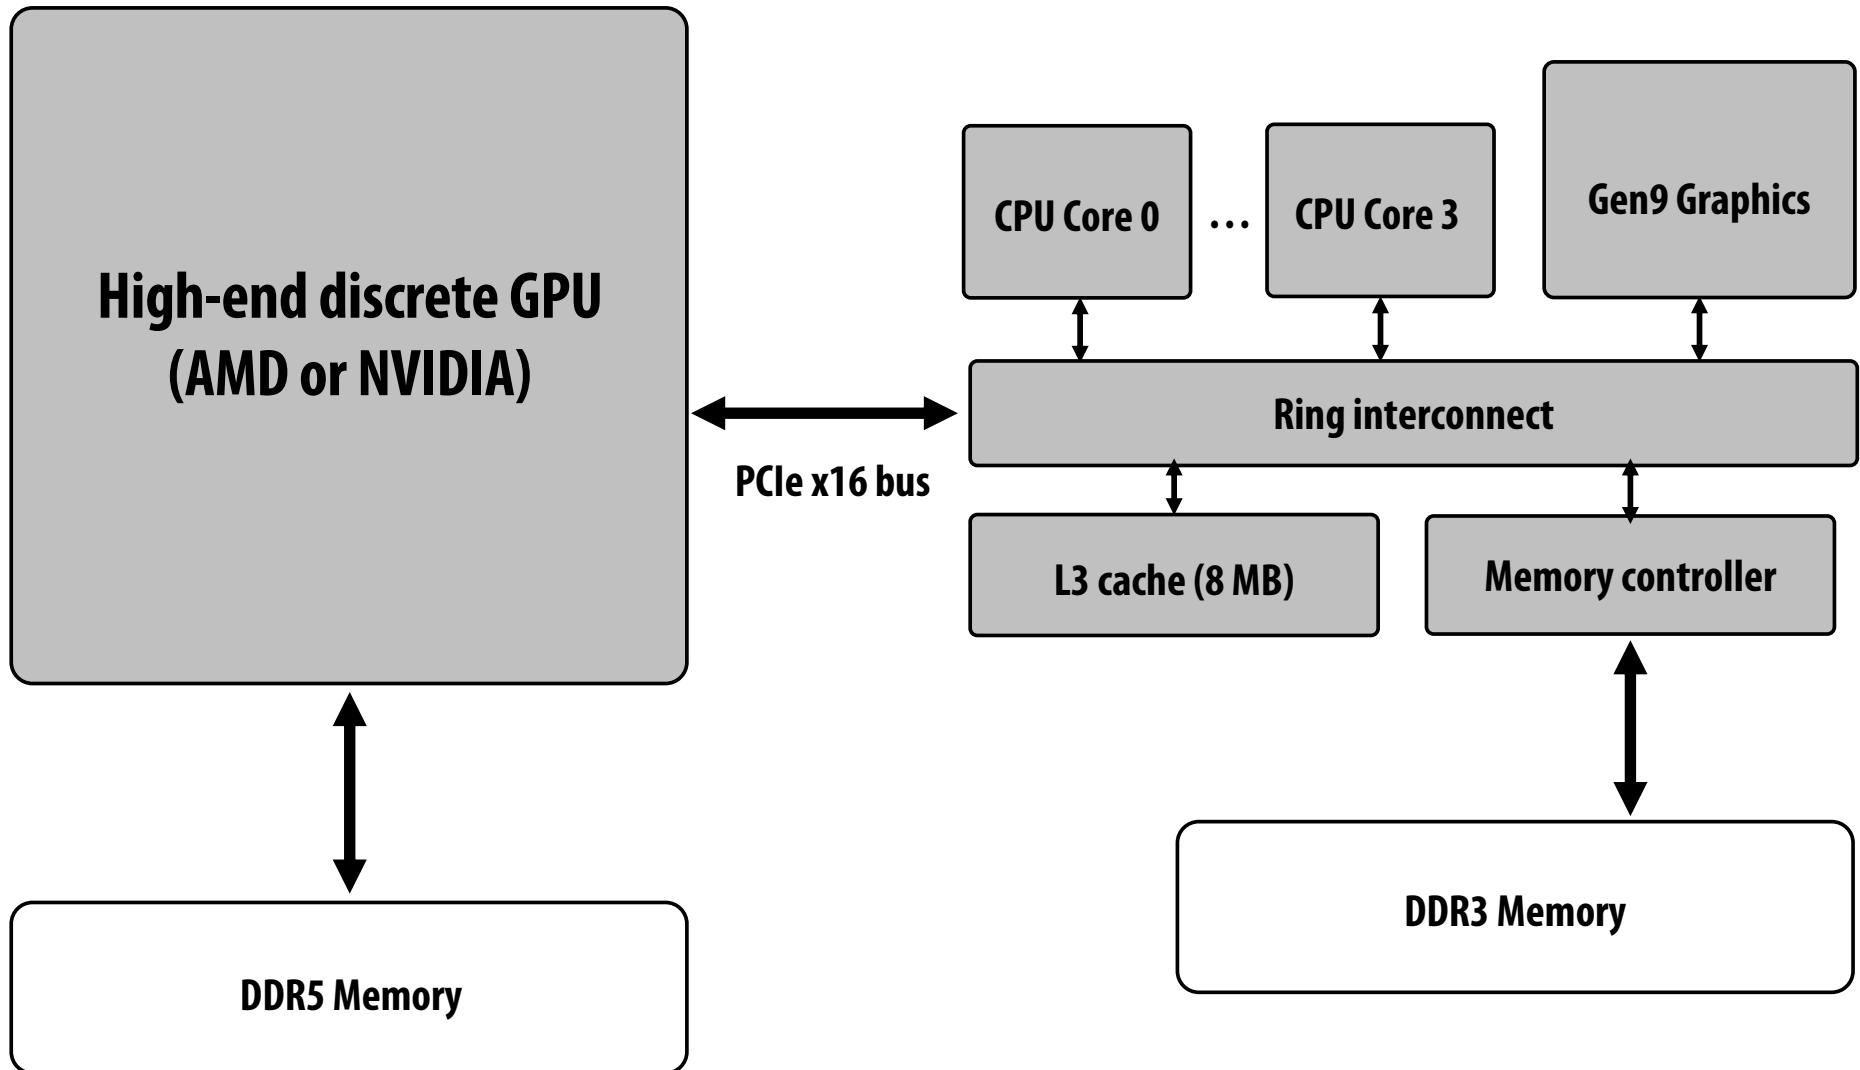 High-end discrete GPU
(AMD or NVIDIA)
CPU Core 0
...
CPU Core 3
Gen9 Graphics
Ring interconnect
PCIe x16 bus
L3 cache (8 MB)
Memory controller
DDR3 Memory
DDR5 Memory